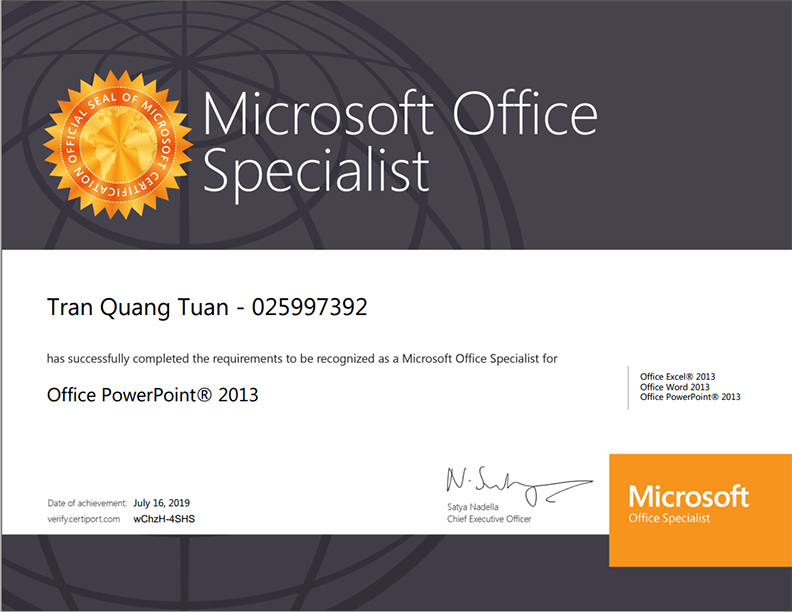 OFFICIAL SEAL OF MICROSOFT CERTIFICATION
Microsoft Office
Specialist
Tran Quang Tuan - 025997392
has successfully completed the requirements to be recognized as a Microsoft Office Specialist for
Office PowerPoint® 2013
Office Excel® 2013
Office Word 2013
Office PowerPoint® 2013
Date of achievement: July 16, 2019
verify.certiport.com wChzH-4SHS
Satya Nadella
Chief Executive Officer
Microsoft
Office Specialist